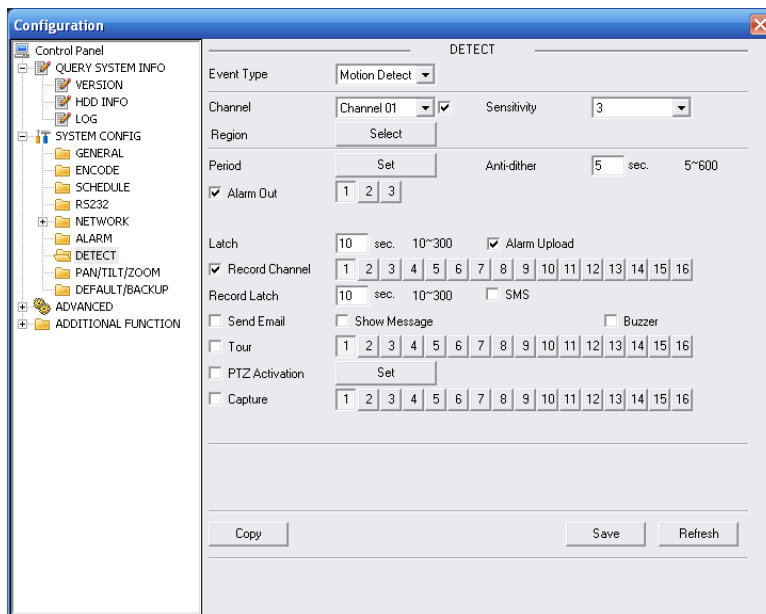 Configuration
Control Panel
QUERY SYSTEM INFO
VERSION
HDD INFO
LOG
SYSTEM CONFIG
GENERAL
ENCODE
SCHEDULE
RS232
NETWORK
ALARM
DETECT
PAN/TILT/ZOOM
DEFAULT/BACKUP
ADVANCED
ADDITIONAL FUNCTION
DETECT
Event Type Motion Detect
Channel Channel 01 Sensitivity 3
Region Select
Period Set Anti-dither 5 sec. 5~600
Alarm Out 1 2 3
Latch 10 sec. 10~300 Alarm Upload
Record Channel 1 2 3 4 5 6 7 8 9 10 11 12 13 14 15 16
Record Latch 10 sec. 10~300 SMS
Send Email Show Message Buzzer
Tour 1 2 3 4 5 6 7 8 9 10 11 12 13 14 15 16
PTZ Activation Set
Capture 1 2 3 4 5 6 7 8 9 10 11 12 13 14 15 16
Copy Save Refresh